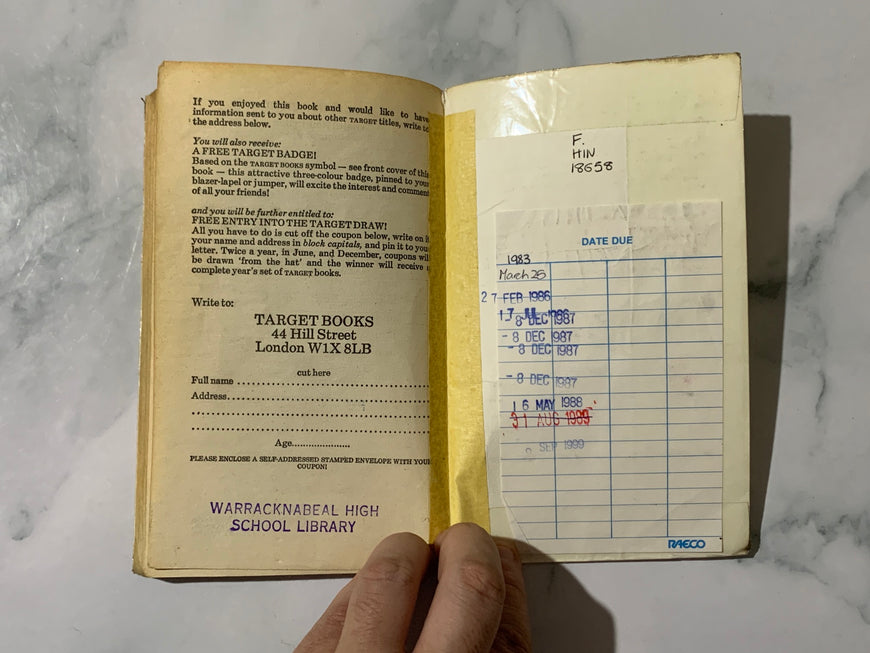 If you enjoyed this book and would like to have
information sent to you about other TARGET titles, write to
the address below.
You will also receive:
A FREE TARGET BADGE!
Based on the TARGET BOOKS symbol — see front cover of this
book — this attractive three-colour badge, pinned to your
blazer-lapel or jumper, will excite the interest and comment
of all your friends!
and you will be further entitled to:
FREE ENTRY INTO THE TARGET DRAW!
All you have to do is cut off the coupon below, write on it
your name and address in block capitals, and pin it to your
letter. Twice a year, in June, and December, coupons will
be drawn 'from the hat' and the winner will receive a
complete year's set of TARGET books.
Write to:
TARGET BOOKS
44 Hill Street
London W1X 8LB
cut here
Full name
Address
Age
PLEASE ENCLOSE A SELF-ADDRESSED STAMPED ENVELOPE WITH YOUR
COUPON!
WARRACKNABEAL HIGH
SCHOOL LIBRARY
F.
HIN
18658
DATE DUE
1983
March 25
27 FEB 1986
17 JUL 1986
- 8 DEC 1987
- 8 DEC 1987
- 8 DEC 1987
- 8 DEC 1987
16 MAY 1988
31 AUG 1989
SEP 1999
RAECO